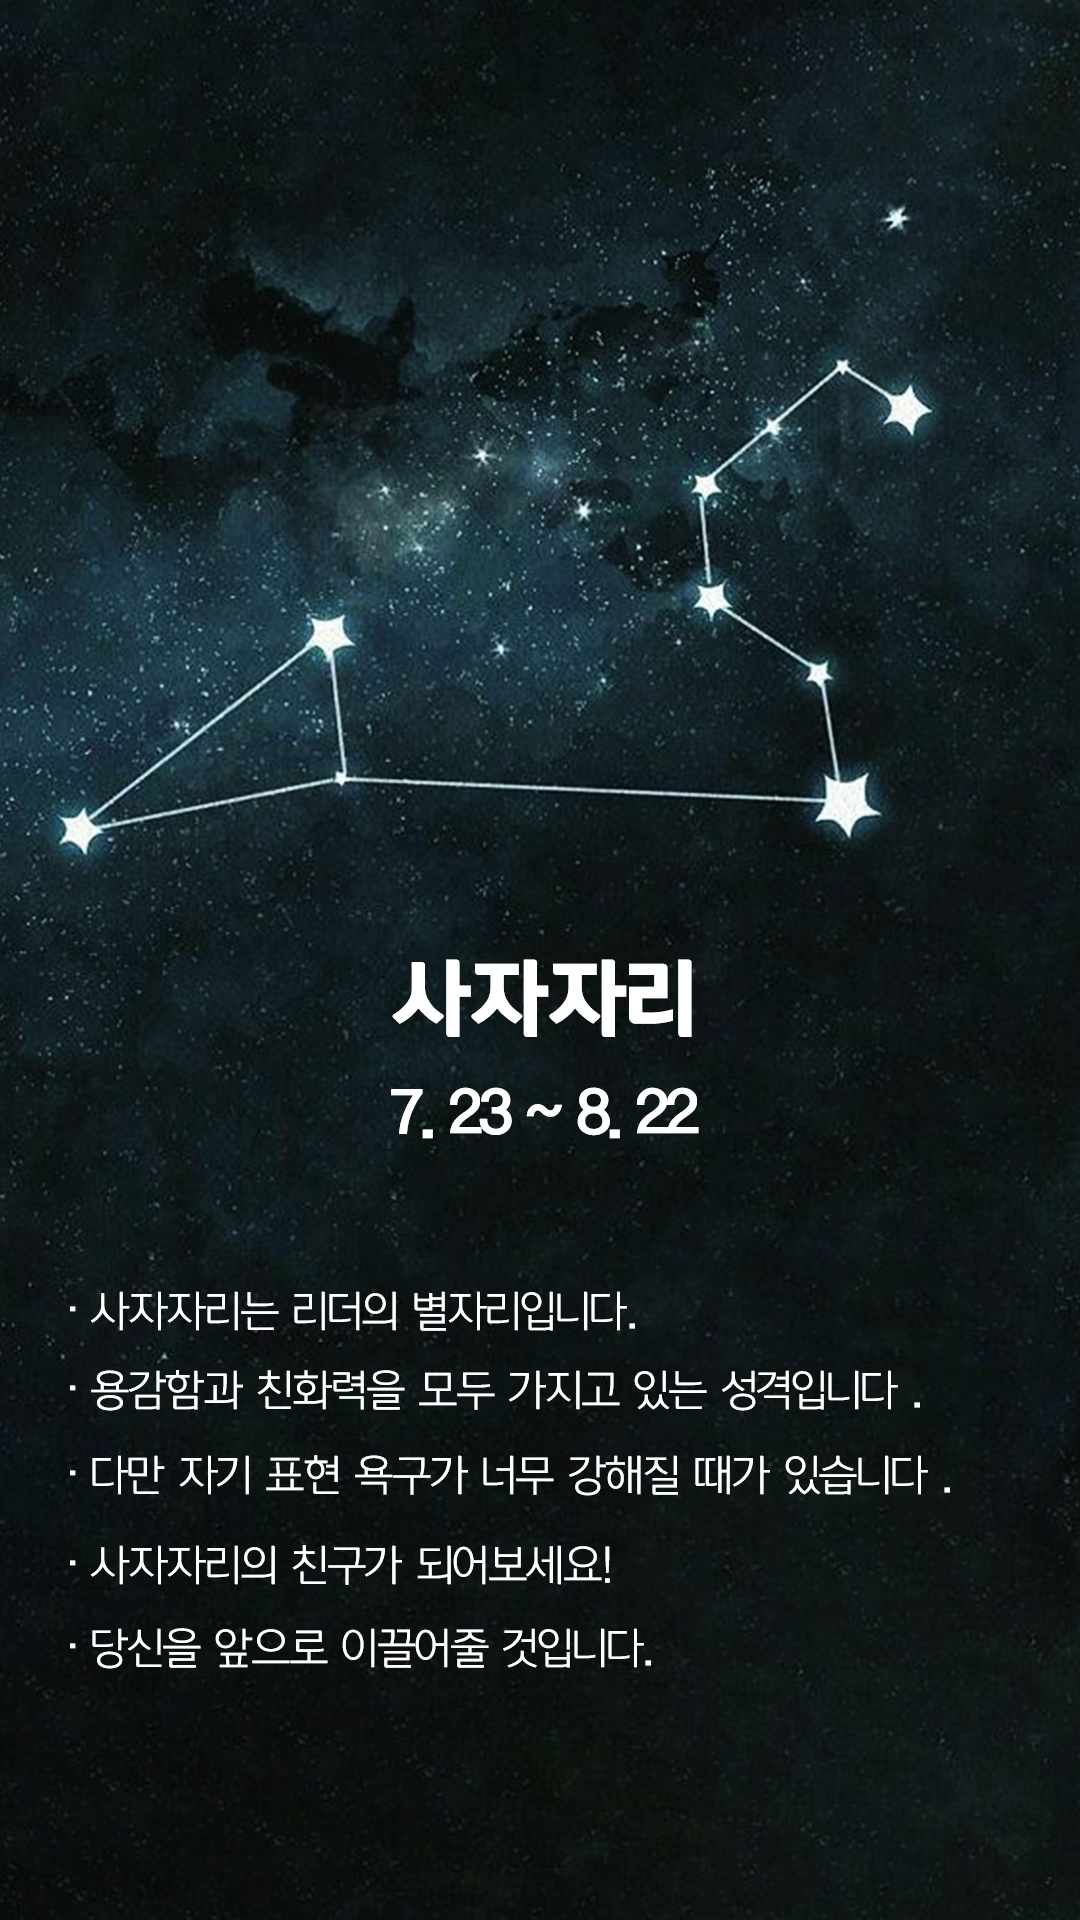 사자자리
7. 23 ~ 8. 22
· 사자자리는 리더의 별자리입니다.
· 용감함과 친화력을 모두 가지고 있는 성격입니다 .
· 다만 자기 표현 욕구가 너무 강해질 때가 있습니다 .
· 사자자리의 친구가 되어보세요!
· 당신을 앞으로 이끌어줄 것입니다.